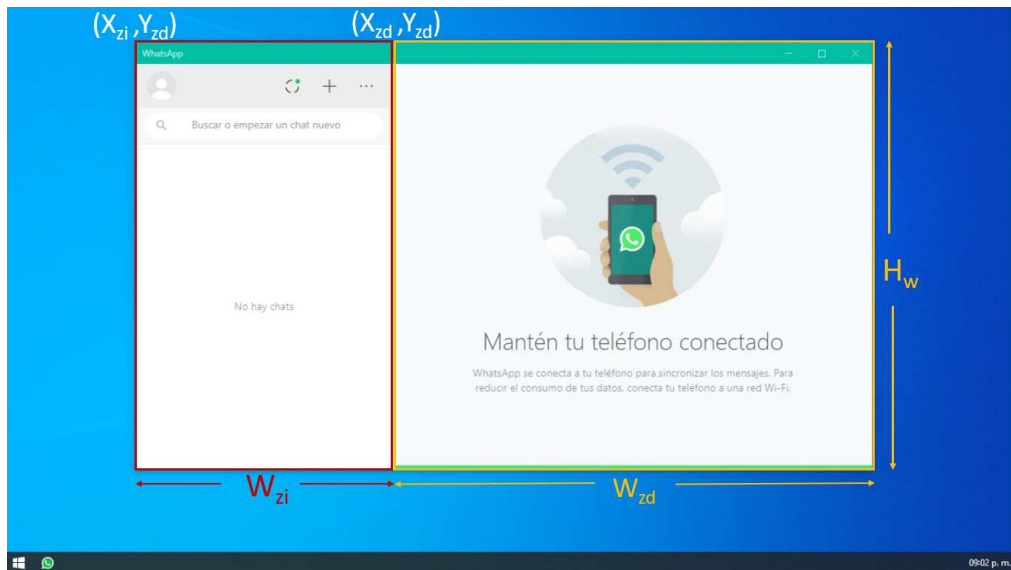 (Xzi ,Yzd) (Xzd ,Yzd)
WhatsApp
Buscar o empezar un chat nuevo
No hay chats
Mantén tu teléfono conectado
WhatsApp se conecta a tu teléfono para sincronizar los mensajes. Para
reducir el consumo de tus datos, conecta tu teléfono a una red Wi-Fi.
Hw
Wzi Wzd
09:02 p. m.